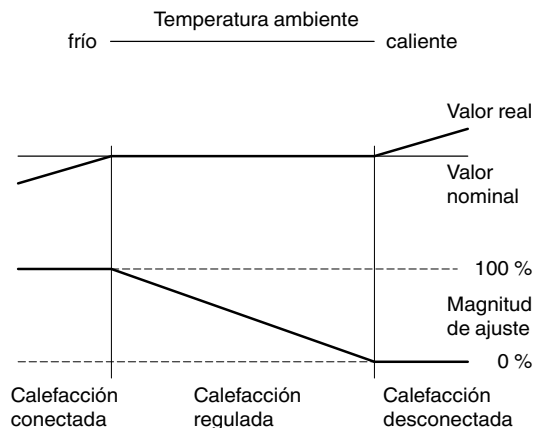 Temperatura ambiente
frío
caliente
Valor real
Valor
nominal
100 %
Magnitud
de ajuste
0 %
Calefacción
conectada
Calefacción
regulada
Calefacción
desconectada